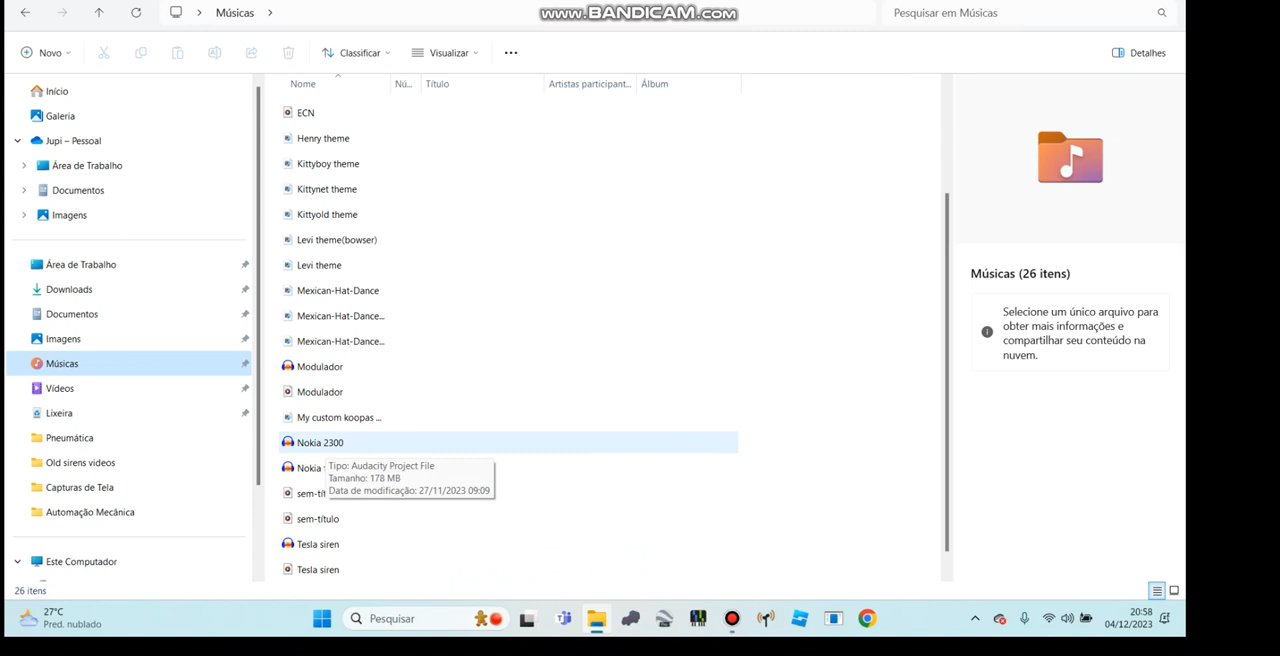 Músicas
www.BANDICAM.com
Pesquisar em Músicas
Novo
Classificar
Visualizar
Detalhes
Início
Galeria
Jupi – Pessoal
Área de Trabalho
Documentos
Imagens
Área de Trabalho
Downloads
Documentos
Imagens
Músicas
Vídeos
Lixeira
Pneumática
Old sirens videos
Capturas de Tela
Automação Mecânica
Este Computador
Nome
Nú...
Título
Artistas participant...
Álbum
ECN
Henry theme
Kittyboy theme
Kittynet theme
Kittyold theme
Levi theme(bowser)
Levi theme
Mexican-Hat-Dance
Mexican-Hat-Dance...
Mexican-Hat-Dance...
Modulador
Modulador
My custom koopas ...
Nokia 2300
Nokia
Tipo: Audacity Project File
Tamanho: 178 MB
Data de modificação: 27/11/2023 09:09
sem-título
Tesla siren
Tesla siren
Músicas (26 itens)
Selecione um único arquivo para
obter mais informações e
compartilhar seu conteúdo na
nuvem.
26 itens
27°C
Pred. nublado
Pesquisar
20:58
04/12/2023